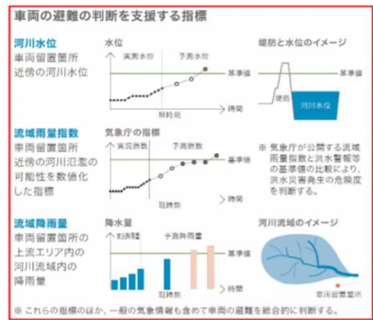 車両の避難の判断を支援する指標
河川水位
車両留置箇所
近傍の河川水位
水位
実測水位
予測水位
基準値
時間
現時刻
堤防と水位のイメージ
基準値
堤防
河川水位
流域雨量指数
車両留置箇所
近傍の河川氾濫の
可能性を数値化
した指標
気象庁の指標
実況指数
予測指数
基準値
時間
現時刻
※ 気象庁が公開する流域
雨量指数と洪水警報等
の基準値の比較により、
洪水災害発生の危険度
を判断する。
流域降雨量
車両留置箇所の
上流エリア内の
河川流域内の
降雨量
降水量
予測降雨量
基準値
時間
現時刻
河川流域のイメージ
車両留置箇所
※ これらの指標のほか、一般の気象情報も含めて車両の避難を総合的に判断する。